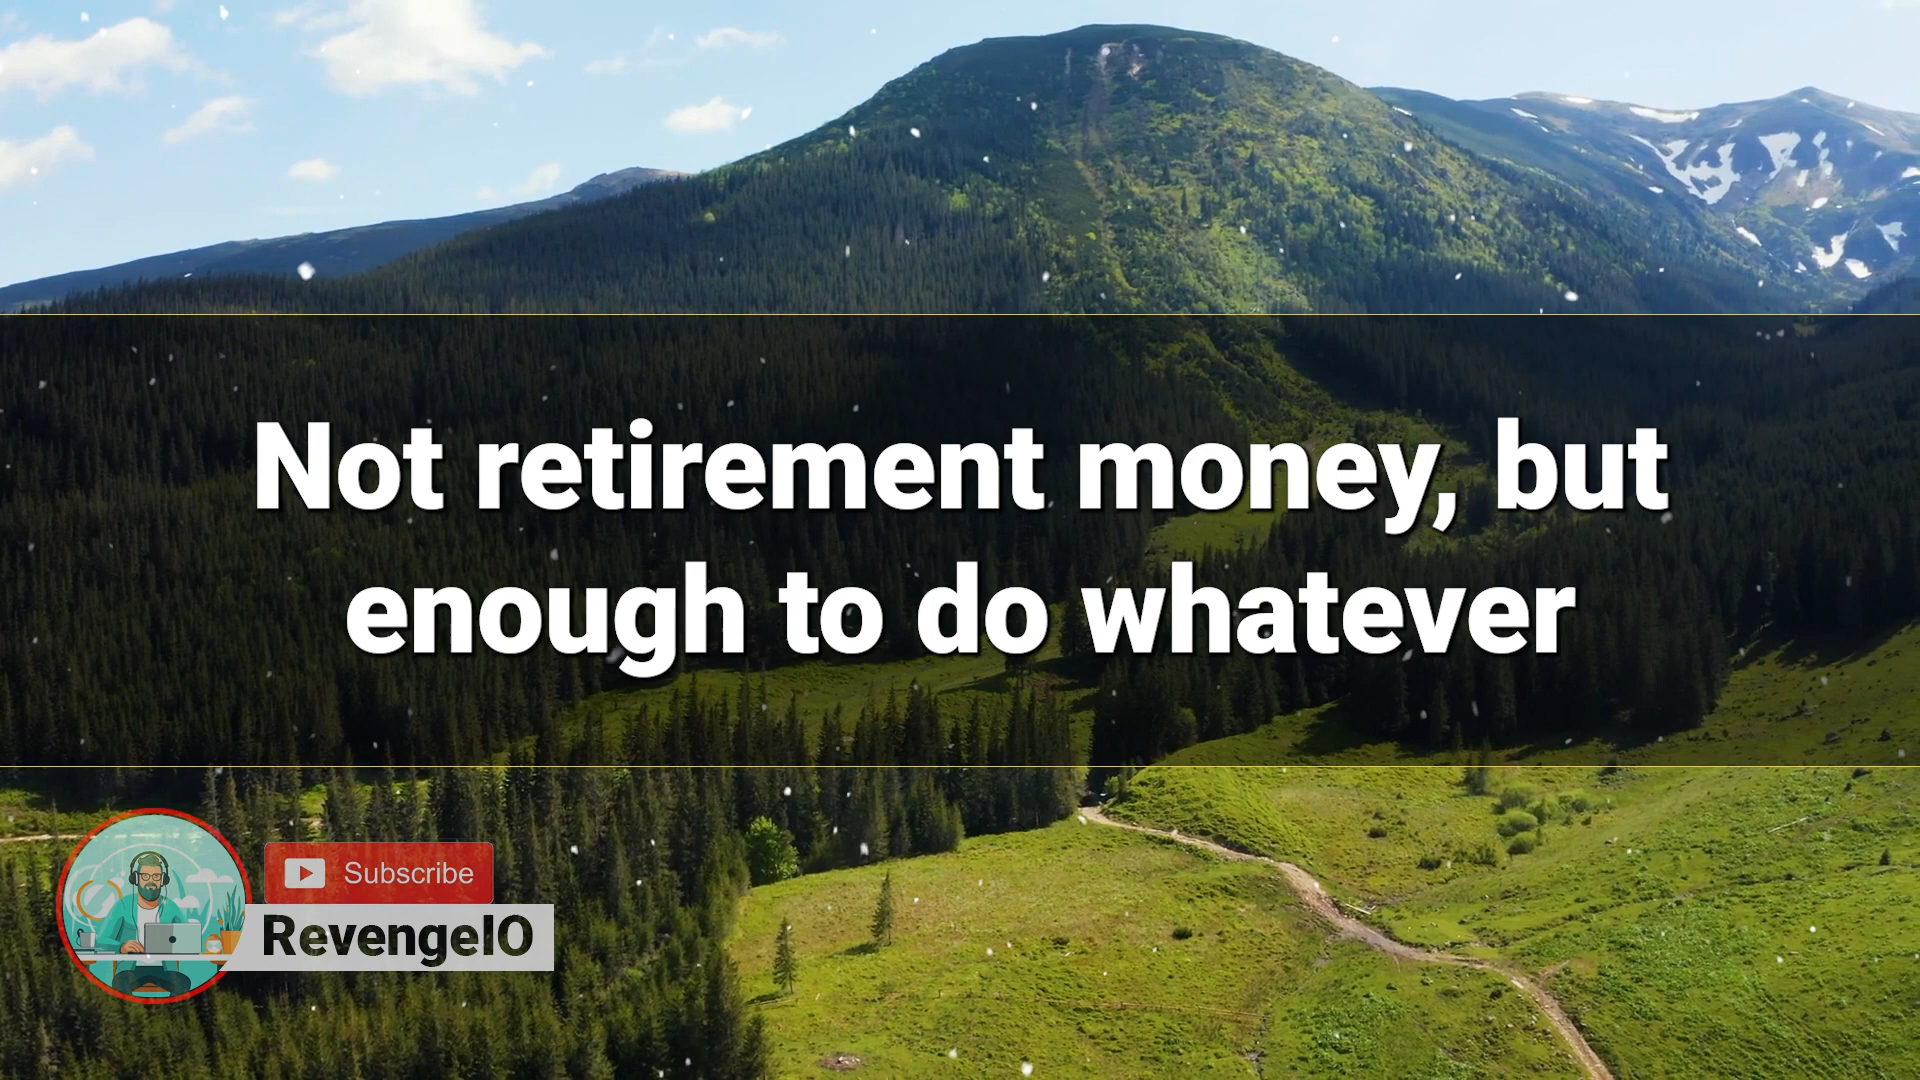 Not retirement money, but
enough to do whatever
Subscribe
RevengeIO